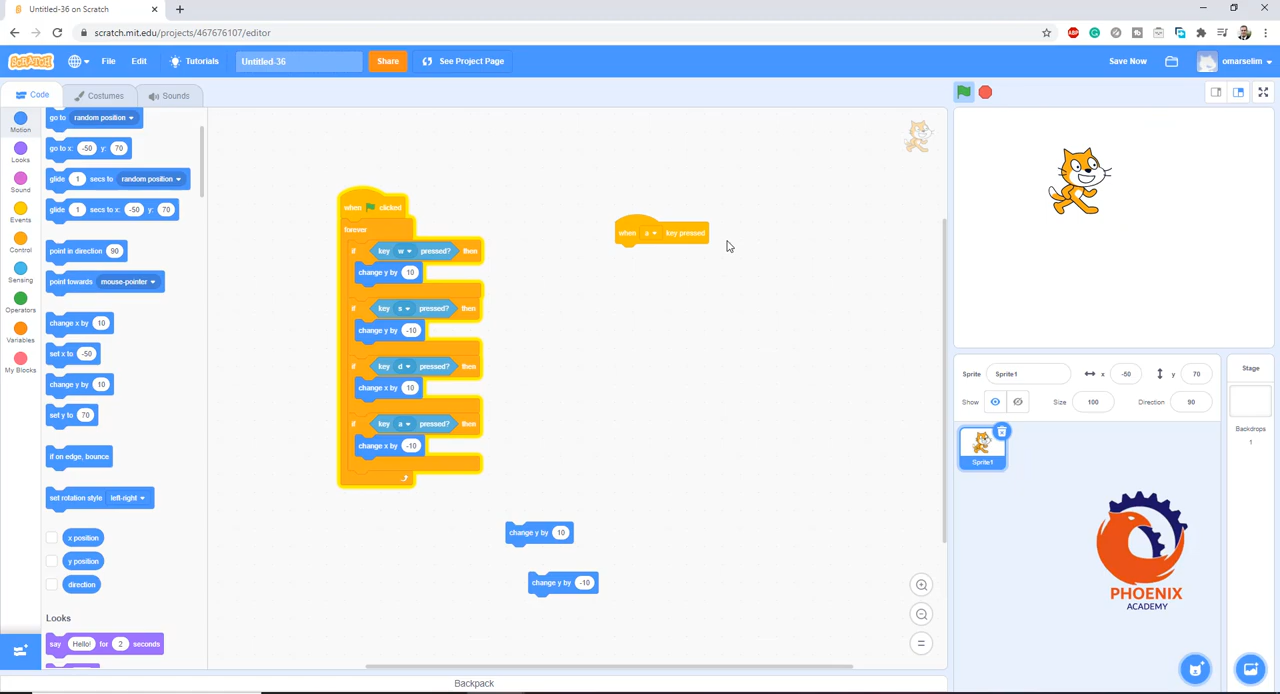 Untitled-36 on Scratch
scratch.mit.edu/projects/467676107/editor
ABP
SCRATCH
File
Edit
Tutorials
Untitled-36
Share
See Project Page
Save Now
omarselim
Code
Costumes
Sounds
Motion
Looks
Sound
Events
Control
Sensing
Operators
Variables
My Blocks
go to random position
go to x: -50 y: 70
glide 1 secs to random position
glide 1 secs to x: -50 y: 70
point in direction 90
point towards mouse-pointer
change x by 10
set x to -50
change y by 10
set y to 70
if on edge, bounce
set rotation style left-right
x position
y position
direction
Looks
say Hello! for 2 seconds
when clicked
forever
if key w pressed? then
change y by 10
if key s pressed? then
change y by -10
if key d pressed? then
change x by 10
if key a pressed? then
change x by -10
change y by 10
change y by -10
when a key pressed
Backpack
Sprite Sprite1 x -50 y 70
Show Size 100 Direction 90
Sprite1
Stage
Backdrops
1
PHOENIX
ACADEMY